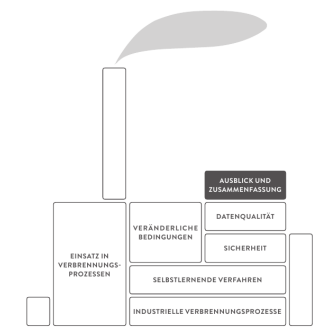 AUSBLICK UND
ZUSAMMENFASSUNG
DATENQUALITÄT
VERÄNDERLICHE
BEDINGUNGEN
SICHERHEIT
EINSATZ IN
VERBRENNUNGS-
PROZESSEN
SELBSTLERNENDE VERFAHREN
INDUSTRIELLE VERBRENNUNGSPROZESSE